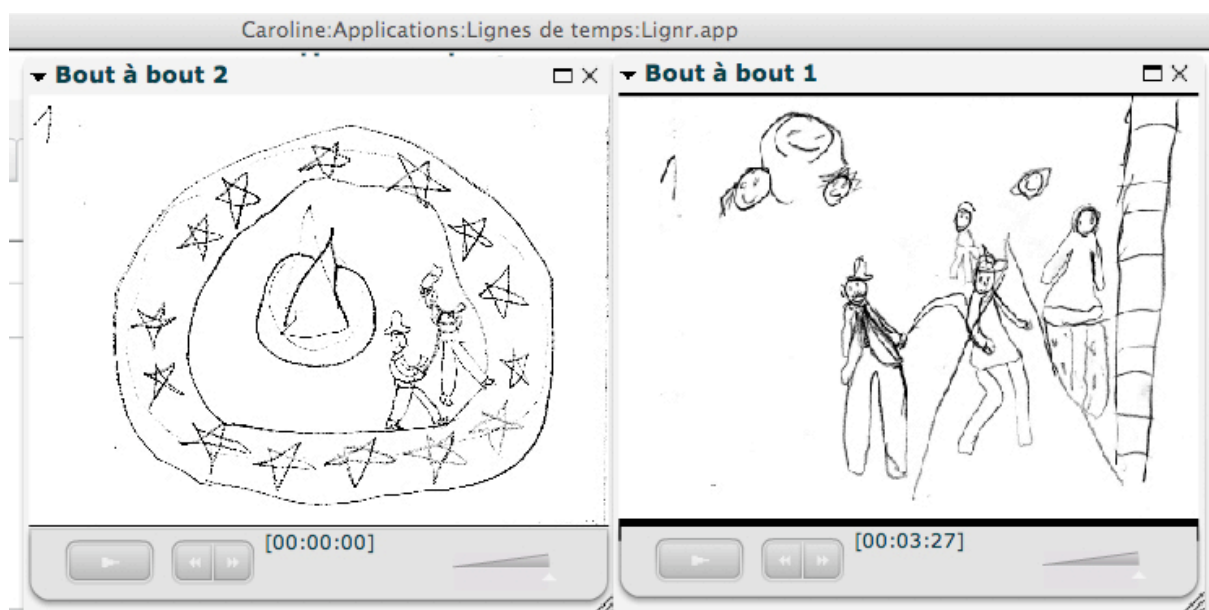 Caroline:Applications:Lignes de temps:Lignr.app
Bout à bout 2
1
[00:00:00]
Bout à bout 1
1
[00:03:27]